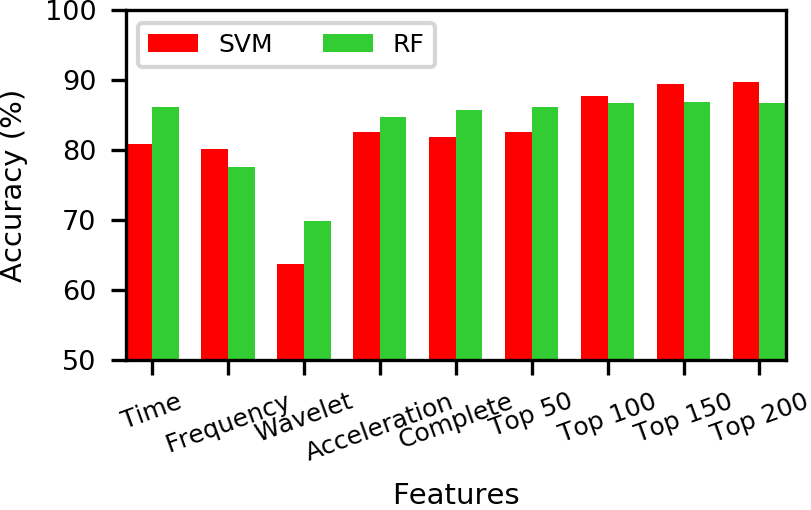 100
90
80
70
60
50
Accuracy (%)
SVM
RF
Time
Frequency
Wavelet
Acceleration
Complete
Top 50
Top 100
Top 150
Top 200
Features